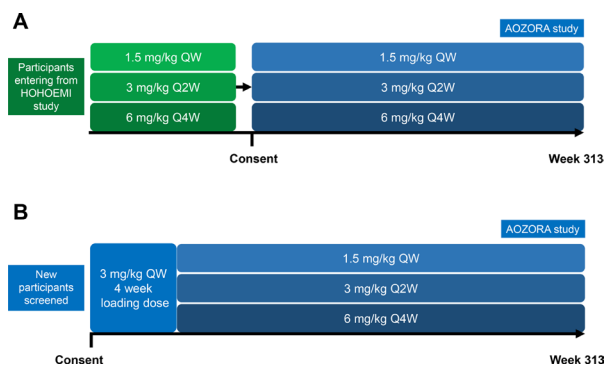 A
AOZORA study
Participants
entering from
HOHOEMI
study
1.5 mg/kg QW
3 mg/kg Q2W
6 mg/kg Q4W
1.5 mg/kg QW
3 mg/kg Q2W
6 mg/kg Q4W
Consent
Week 313
B
AOZORA study
New
participants
screened
3 mg/kg QW
4 week
loading dose
1.5 mg/kg QW
3 mg/kg Q2W
6 mg/kg Q4W
Consent
Week 313